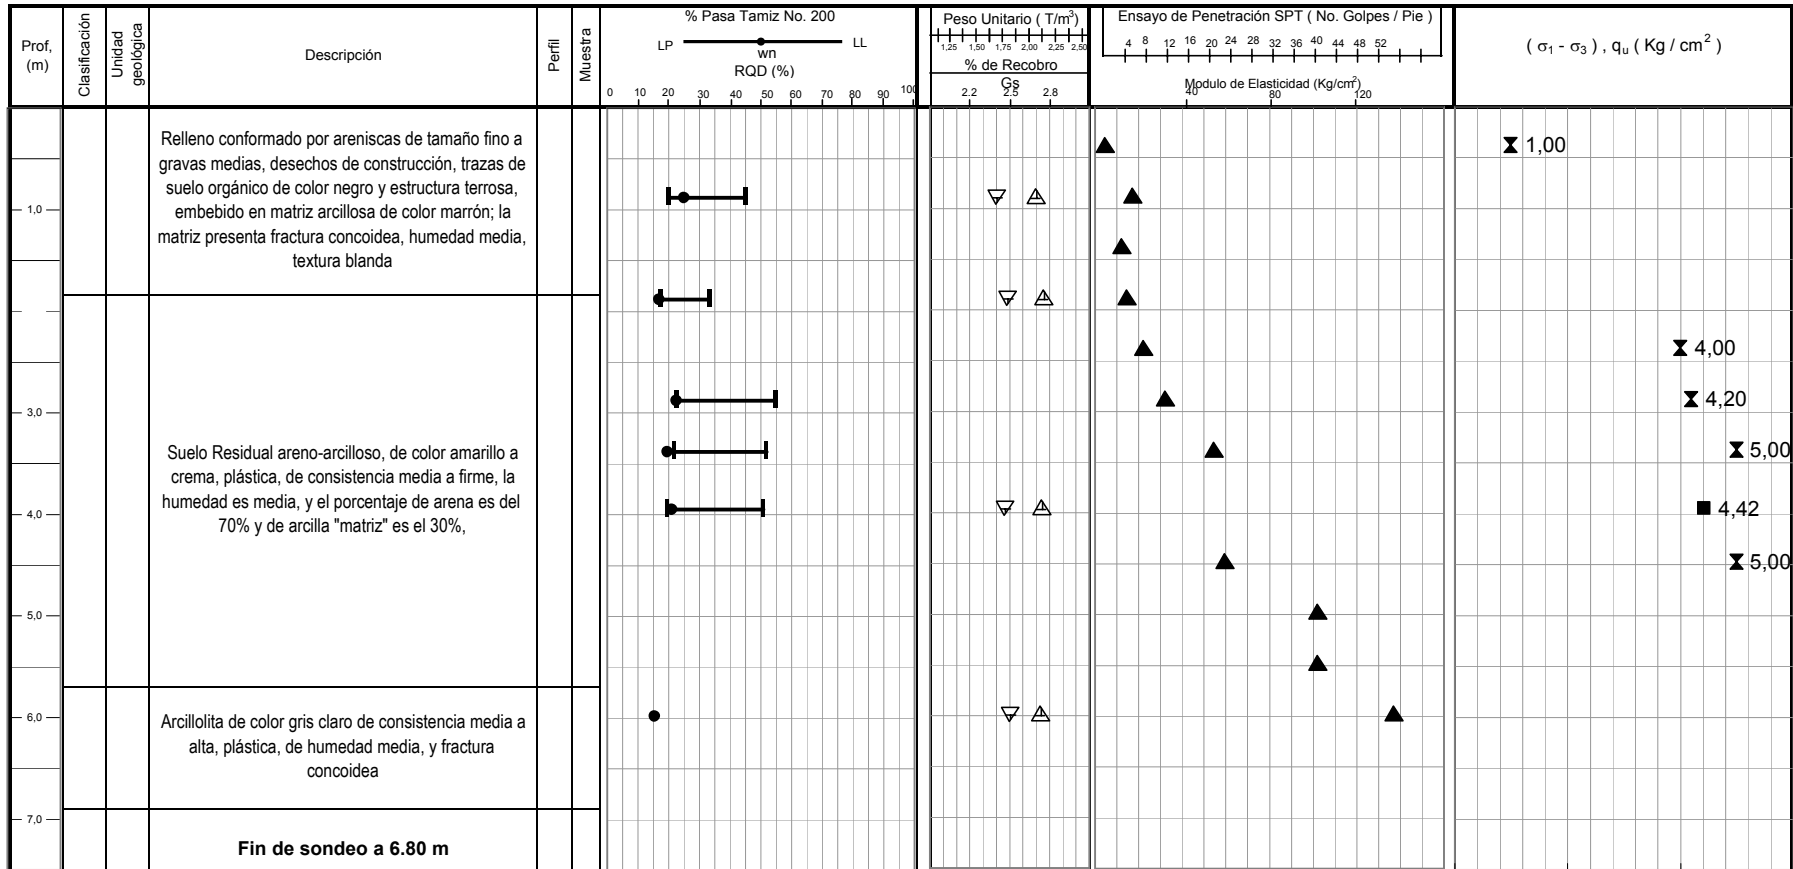 Prof,
(m)
Clasificación
Unidad
geológica
Descripción
Perfil
Muestra
% Pasa Tamiz No. 200
LP
LL
wn
RQD (%)
0 10 20 30 40 50 60 70 80 90 100
Peso Unitario ( T/m3)
1,25 1,50 1,75 2,00 2,25 2,50
% de Recobro
Gs
2.2 2.5 2.8
Ensayo de Penetración SPT ( No. Golpes / Pie )
4 8 12 16 20 24 28 32 36 40 44 48 52
Modulo de Elasticidad (Kg/cm2)
40 80 120
( σ1 - σ3 ) , qu ( Kg / cm2 )
Relleno conformado por areniscas de tamaño fino a
gravas medias, desechos de construcción, trazas de
suelo orgánico de color negro y estructura terrosa,
embebido en matriz arcillosa de color marrón; la
matriz presenta fractura concoidea, humedad media,
textura blanda
1,00
1,0
4,00
4,20
3,0
Suelo Residual areno-arcilloso, de color amarillo a
crema, plástica, de consistencia media a firme, la
humedad es media, y el porcentaje de arena es del
70% y de arcilla "matriz" es el 30%,
5,00
4,42
4,0
5,00
5,0
6,0
Arcillolita de color gris claro de consistencia media a
alta, plástica, de humedad media, y fractura
concoidea
7,0
Fin de sondeo a 6.80 m